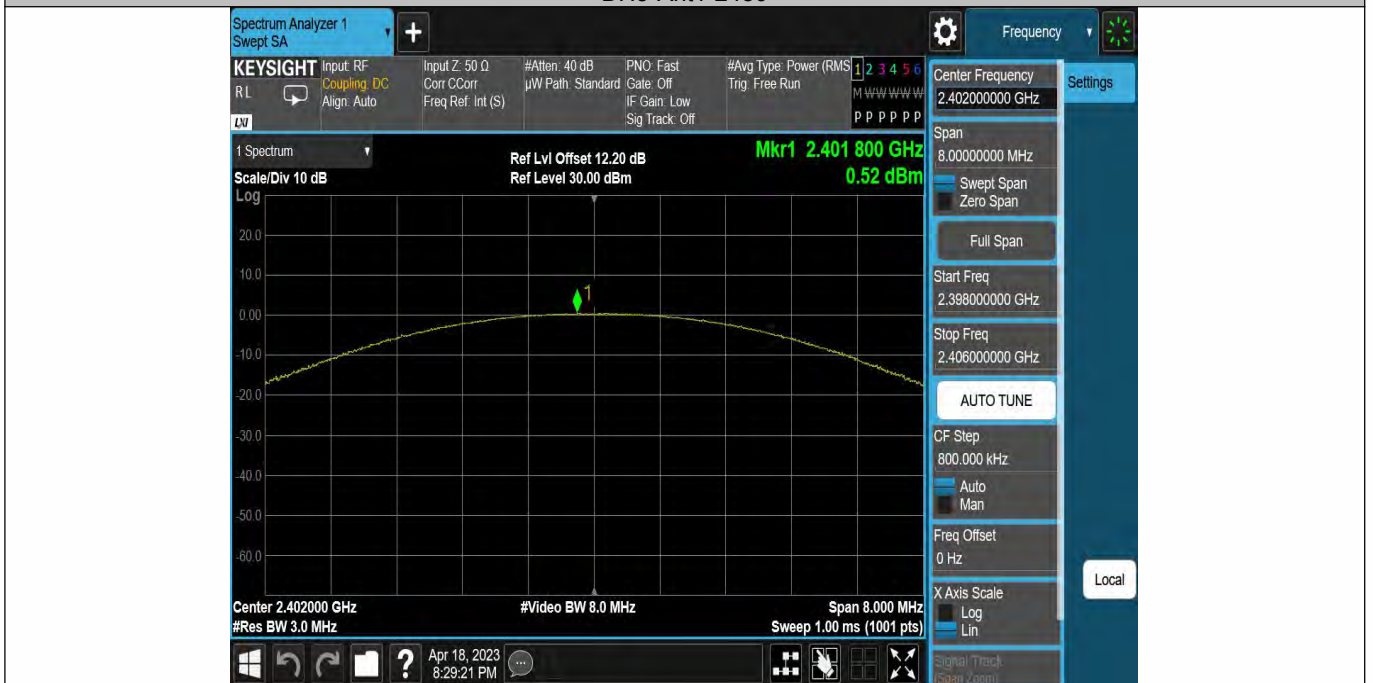 Spectrum Analyzer 1
Swept SA
+
Frequency
KEYSIGHT
RL
LXI
Input: RF
Coupling: DC
Align: Auto
Input Z: 50 Ω
Corr CCorr
Freq Ref: Int (S)
#Atten: 40 dB
µW Path: Standard
PNO: Fast
Gate: Off
IF Gain: Low
Sig Track: Off
#Avg Type: Power (RMS
Trig: Free Run
1 2 3 4 5 6
M W W W W W
P P P P P P
1 Spectrum
Scale/Div 10 dB
Log
Ref Lvl Offset 12.20 dB
Ref Level 30.00 dBm
Mkr1 2.401 800 GHz
0.52 dBm
20.0
10.0
0.00
-10.0
-20.0
-30.0
-40.0
-50.0
-60.0
1
Center 2.402000 GHz
#Res BW 3.0 MHz
#Video BW 8.0 MHz
Span 8.000 MHz
Sweep 1.00 ms (1001 pts)
Center Frequency
2.402000000 GHz
Settings
Span
8.00000000 MHz
Swept Span
Zero Span
Full Span
Start Freq
2.398000000 GHz
Stop Freq
2.406000000 GHz
AUTO TUNE
CF Step
800.000 kHz
Auto
Man
Freq Offset
0 Hz
X Axis Scale
Log
Lin
Signal Track
(Span Zoom)
Local
?
Apr 18, 2023
8:29:21 PM